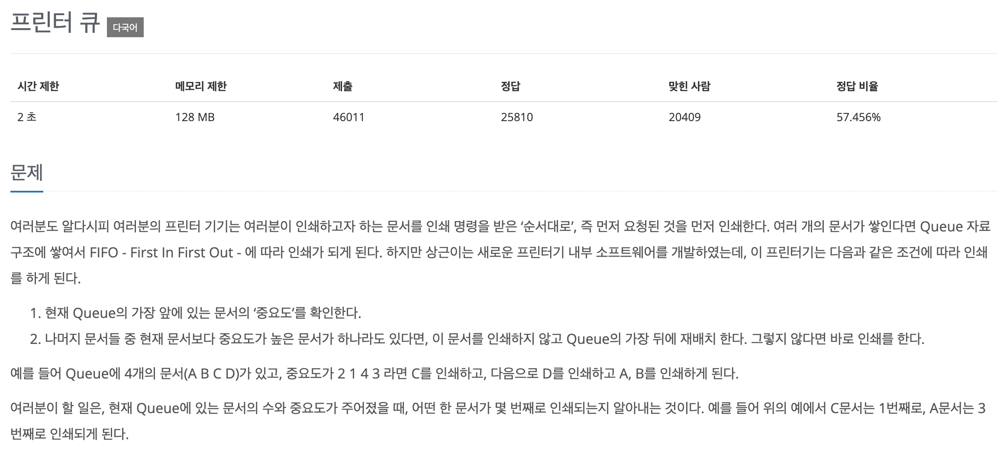 프린터 큐 다국어
시간 제한 메모리 제한 제출 정답 맞힌 사람 정답 비율
2 초 128 MB 46011 25810 20409 57.456%
문제
여러분도 알다시피 여러분의 프린터 기기는 여러분이 인쇄하고자 하는 문서를 인쇄 명령을 받은 ‘순서대로’, 즉 먼저 요청된 것을 먼저 인쇄한다. 여러 개의 문서가 쌓인다면 Queue 자료
구조에 쌓여서 FIFO - First In First Out - 에 따라 인쇄가 되게 된다. 하지만 상근이는 새로운 프린터기 내부 소프트웨어를 개발하였는데, 이 프린터기는 다음과 같은 조건에 따라 인쇄
를 하게 된다.
1. 현재 Queue의 가장 앞에 있는 문서의 ‘중요도’를 확인한다.
2. 나머지 문서들 중 현재 문서보다 중요도가 높은 문서가 하나라도 있다면, 이 문서를 인쇄하지 않고 Queue의 가장 뒤에 재배치 한다. 그렇지 않다면 바로 인쇄를 한다.
예를 들어 Queue에 4개의 문서(A B C D)가 있고, 중요도가 2 1 4 3 라면 C를 인쇄하고, 다음으로 D를 인쇄하고 A, B를 인쇄하게 된다.
여러분이 할 일은, 현재 Queue에 있는 문서의 수와 중요도가 주어졌을 때, 어떤 한 문서가 몇 번째로 인쇄되는지 알아내는 것이다. 예를 들어 위의 예에서 C문서는 1번째로, A문서는 3
번째로 인쇄되게 된다.